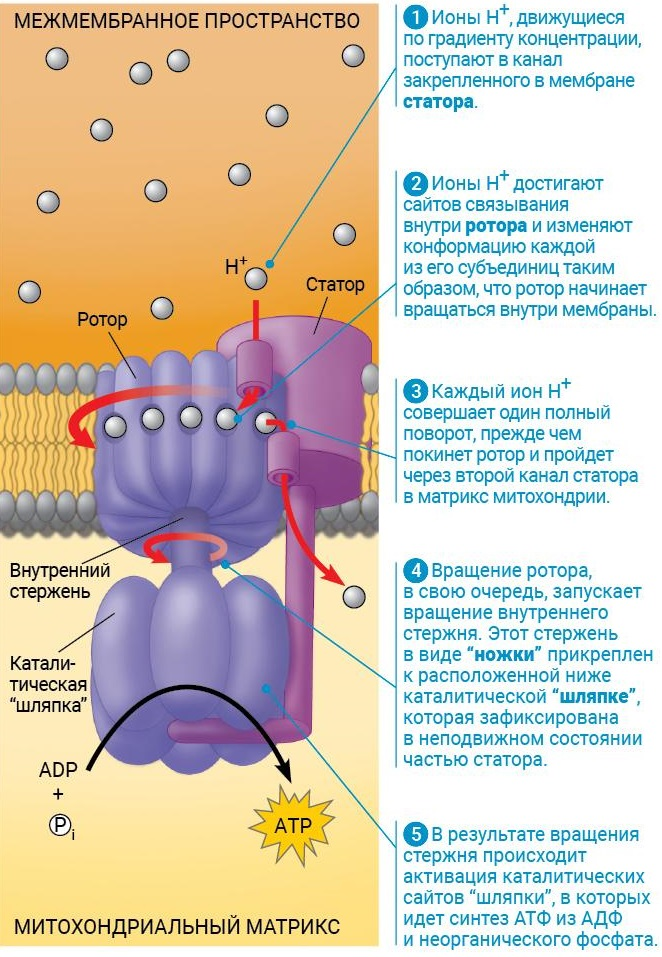 МЕЖМЕМБРАННОЕ ПРОСТРАНСТВО
H+
Статор
Ротор
Внутренний
стержень
Катали-
тическая
"шляпка"
ADP
+
Pi
ATP
МИТОХОНДРИАЛЬНЫЙ МАТРИКС
1 Ионы H+, движущиеся
по градиенту концентрации,
поступают в канал
закрепленного в мембране
статора.
2 Ионы H+ достигают
сайтов связывания
внутри ротора и изменяют
конформацию каждой
из его субъединиц таким
образом, что ротор начинает
вращаться внутри мембраны.
3 Каждый ион H+
совершает один полный
поворот, прежде чем
покинет ротор и пройдет
через второй канал статора
в матрикс митохондрии.
4 Вращение ротора,
в свою очередь, запускает
вращение внутреннего
стержня. Этот стержень
в виде "ножки" прикреплен
к расположенной ниже
каталитической "шляпке",
которая зафиксирована
в неподвижном состоянии
частью статора.
5 В результате вращения
стержня происходит
активация каталитических
сайтов "шляпки", в которых
идет синтез АТФ из АДФ
и неорганического фосфата.